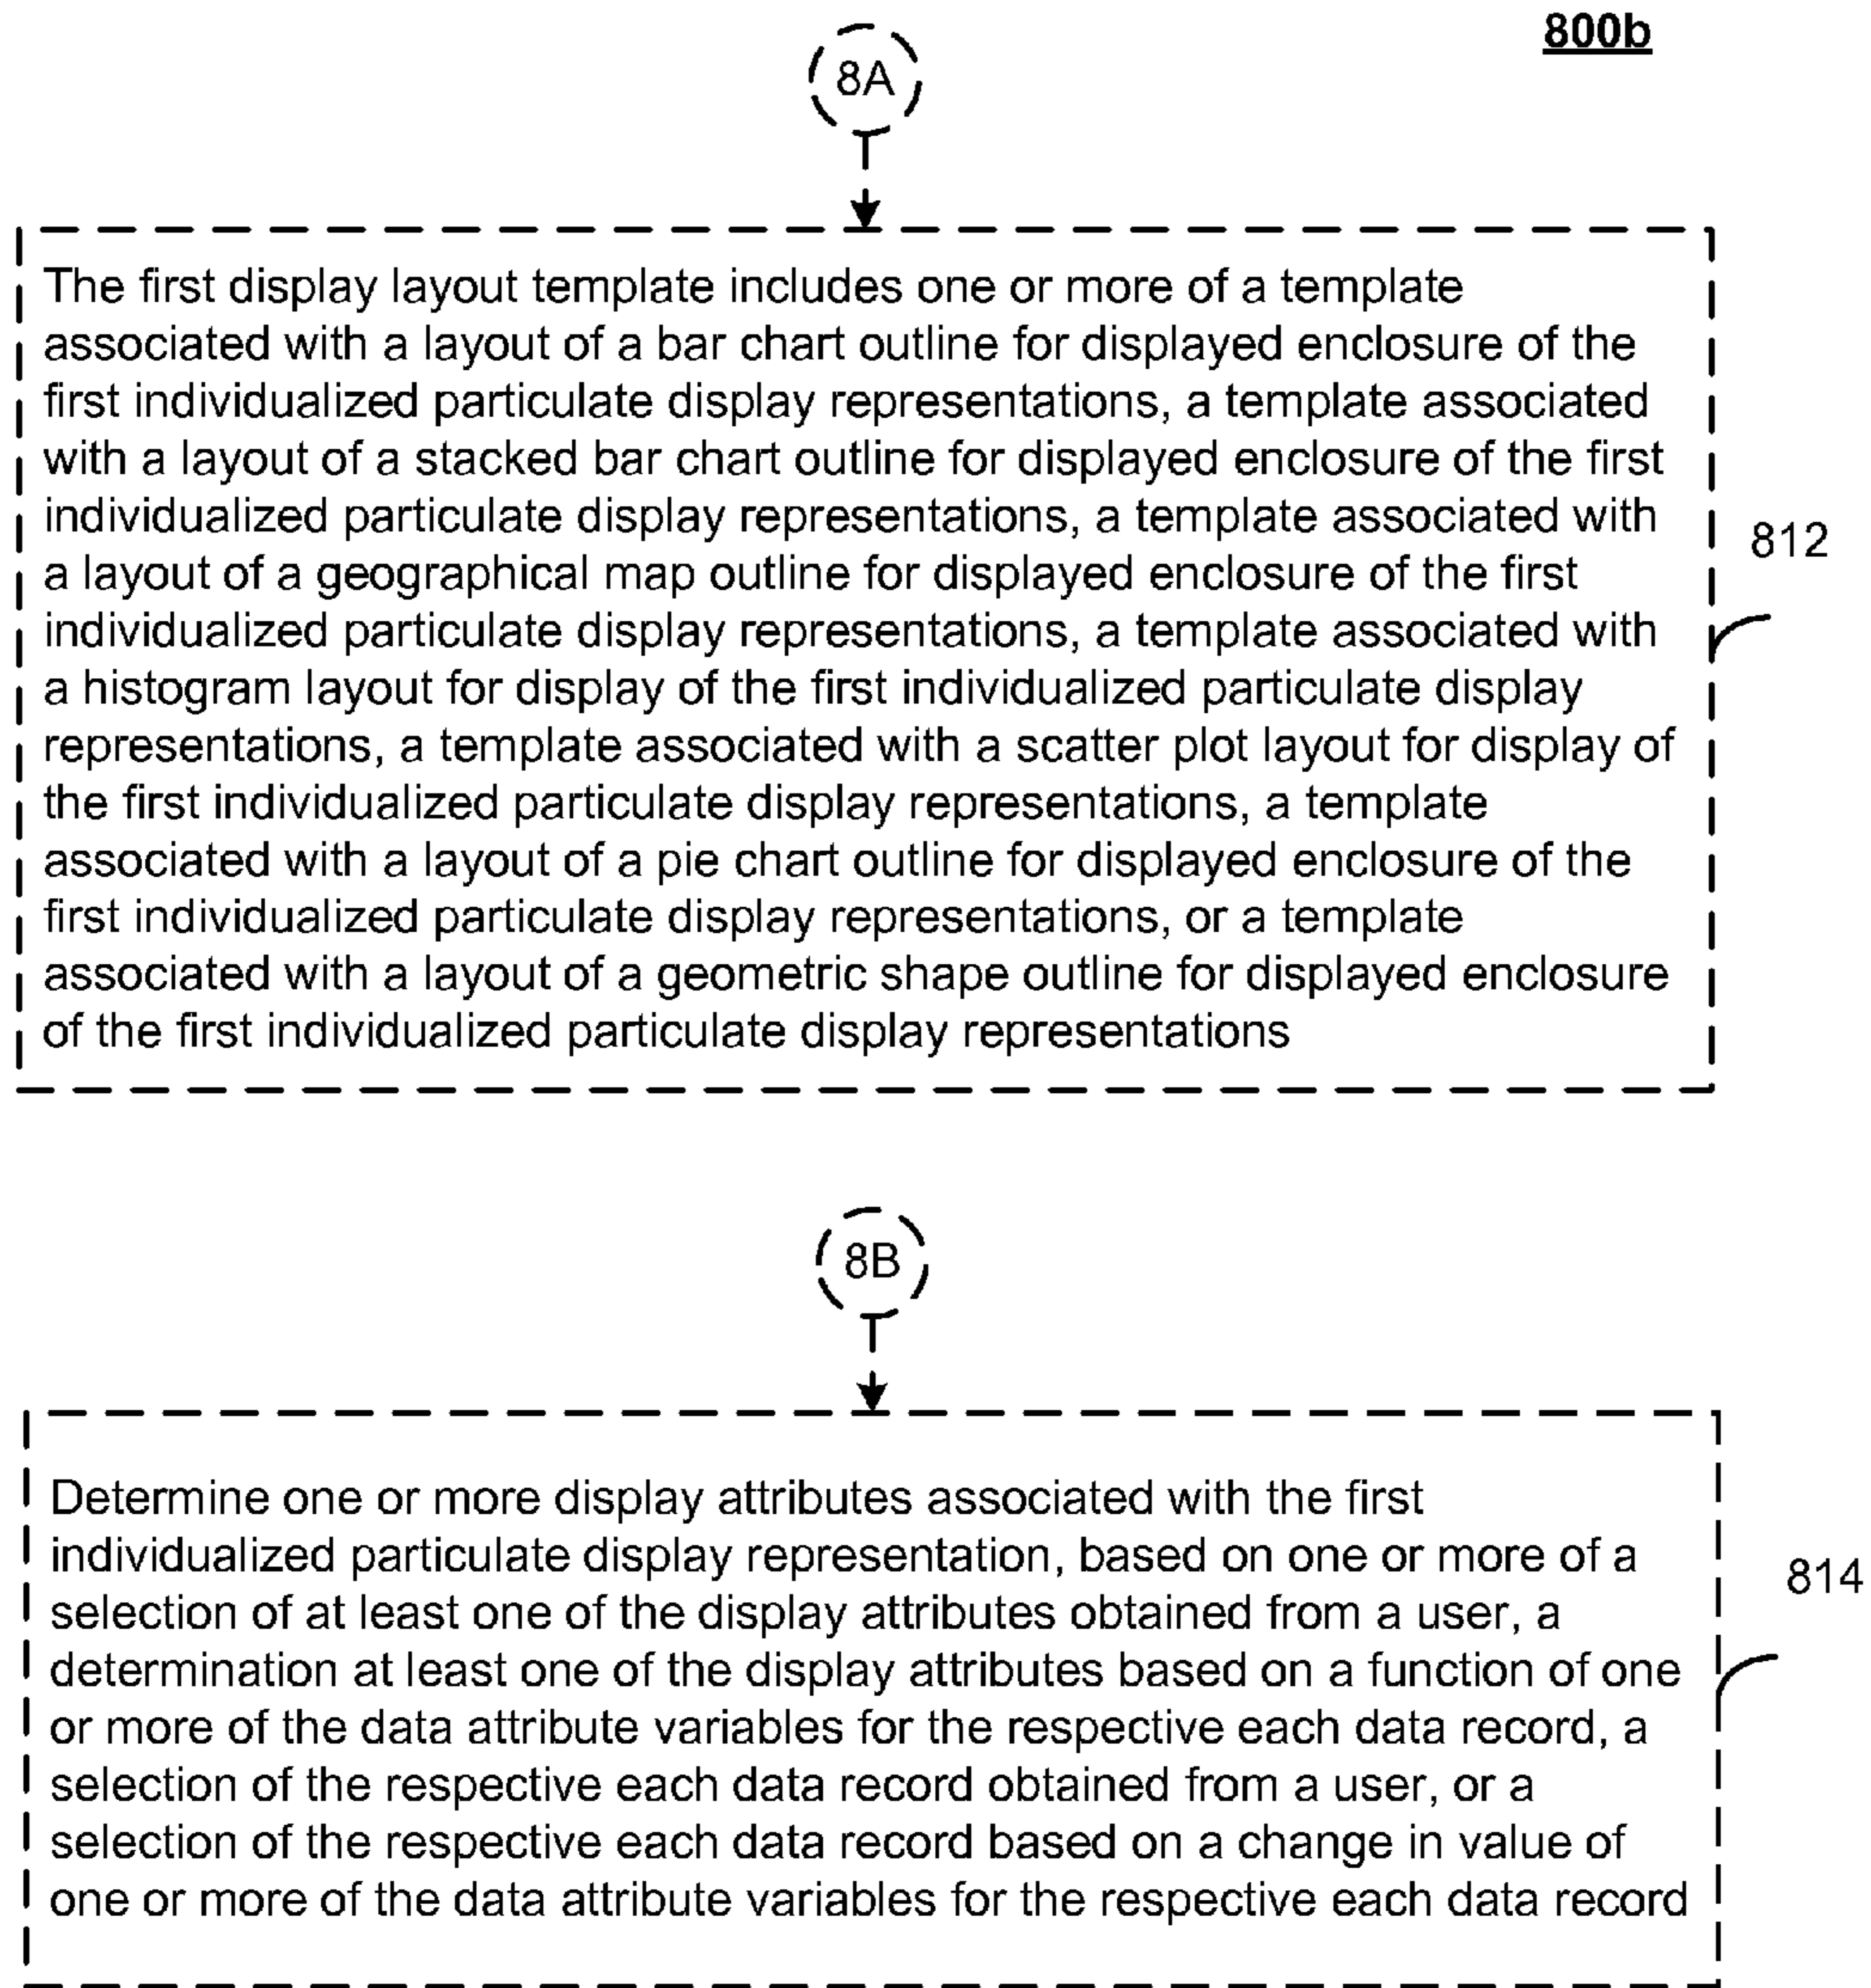 800b
8A
The first display layout template includes one or more of a template
associated with a layout of a bar chart outline for displayed enclosure of the
first individualized particulate display representations, a template associated
with a layout of a stacked bar chart outline for displayed enclosure of the first
individualized particulate display representations, a template associated with
a layout of a geographical map outline for displayed enclosure of the first
individualized particulate display representations, a template associated with
a histogram layout for display of the first individualized particulate display
representations, a template associated with a scatter plot layout for display of
the first individualized particulate display representations, a template
associated with a layout of a pie chart outline for displayed enclosure of the
first individualized particulate display representations, or a template
associated with a layout of a geometric shape outline for displayed enclosure
of the first individualized particulate display representations
812
8B
Determine one or more display attributes associated with the first
individualized particulate display representation, based on one or more of a
selection of at least one of the display attributes obtained from a user, a
determination at least one of the display attributes based on a function of one
or more of the data attribute variables for the respective each data record, a
selection of the respective each data record obtained from a user, or a
selection of the respective each data record based on a change in value of
one or more of the data attribute variables for the respective each data record
814